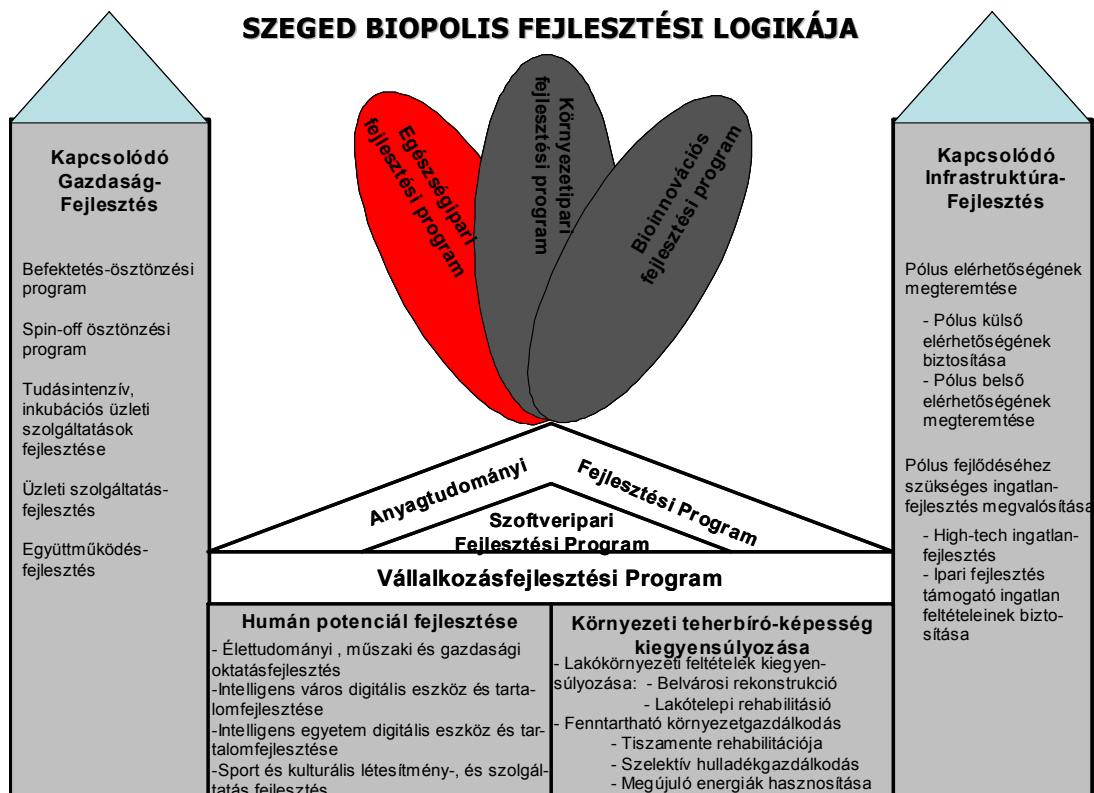 SZEGED BIOPOLIS FEJLESZTÉSI LOGIKÁJA
Kapcsolódó
Gazdaság-
Fejlesztés
Befektetés-ösztönzési
program
Spin-off ösztönzési
program
Tudásintenzív,
inkubációs üzleti
szolgáltatások
fejlesztése
Üzleti szolgáltatás-
fejlesztés
Együttműködés-
fejlesztés
Egészségipari
fejlesztési program
Környezetipari
fejlesztési program
Bioinnovációs
fejlesztési program
Anyagtudományi
Fejlesztési Program
Szoftveripari
Fejlesztési Program
Vállalkozásfejlesztési Program
Humán potenciál fejlesztése
- Élettudományi , műszaki és gazdasági
oktatásfejlesztés
-Intelligens város digitális eszköz és tarta-
lomfejlesztése
-Intelligens egyetem digitális eszköz és tar-
talomfejlesztése
-Sport és kulturális létesítmény-, és szolgál-
tatás fejlesztés
Környezeti teherbíró-képesség
kiegyensúlyozása
- Lakókörnyezeti feltételek kiegyen-
súlyozása: - Belvárosi rekonstrukció
- Lakótelepi rehabilitásió
- Fenntartható környezetgazdálkodás
- Tiszamente rehabilitációja
- Szelektív hulladékgazdálkodás
- Megújuló energiák hasznosítása
Kapcsolódó
Infrastruktúra-
Fejlesztés
Pólus elérhetőségének
megteremtése
- Pólus külső
elérhetőségének
biztosítása
- Pólus belső
elérhetőségének
megteremtése
Pólus fejlődéséhez
szükséges ingatlan-
fejlesztés megvalósítása
- High-tech ingatlan-
fejlesztés
- Ipari fejlesztés
támogató ingatlan
feltételeinek bizto-
sítása